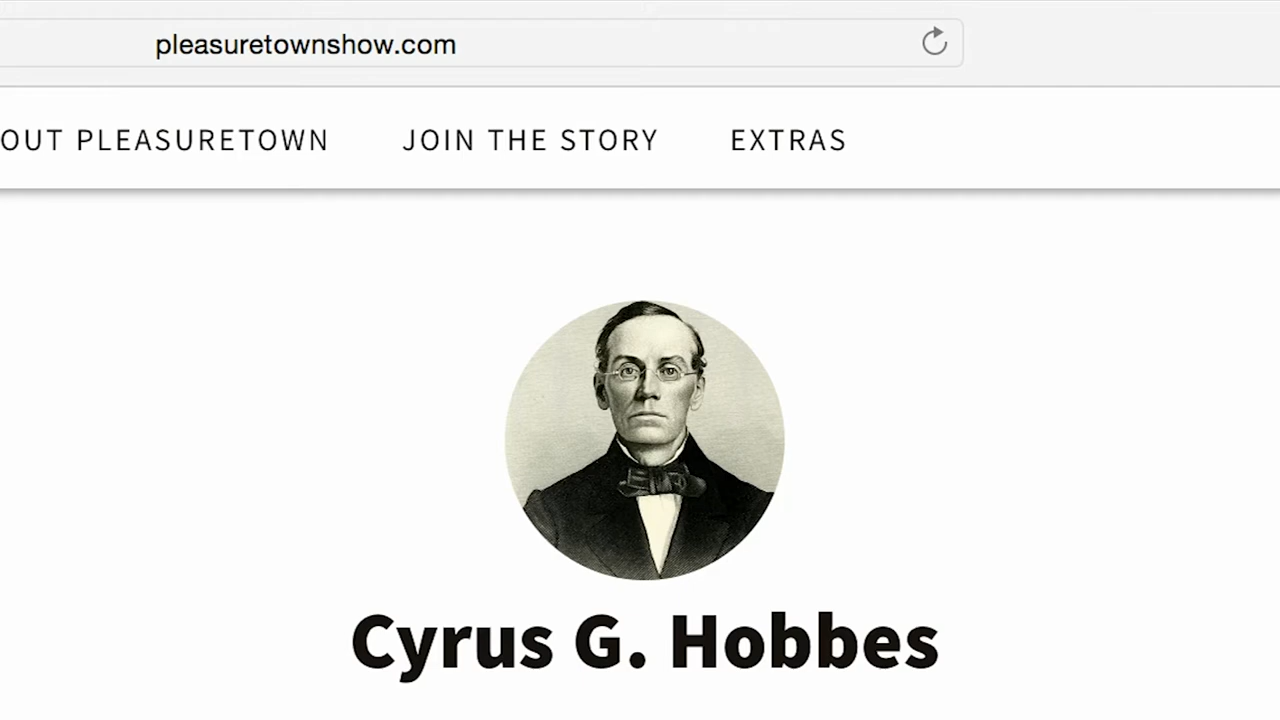 pleasuretownshow.com
OUT PLEASURETOWN JOIN THE STORY EXTRAS
Cyrus G. Hobbes